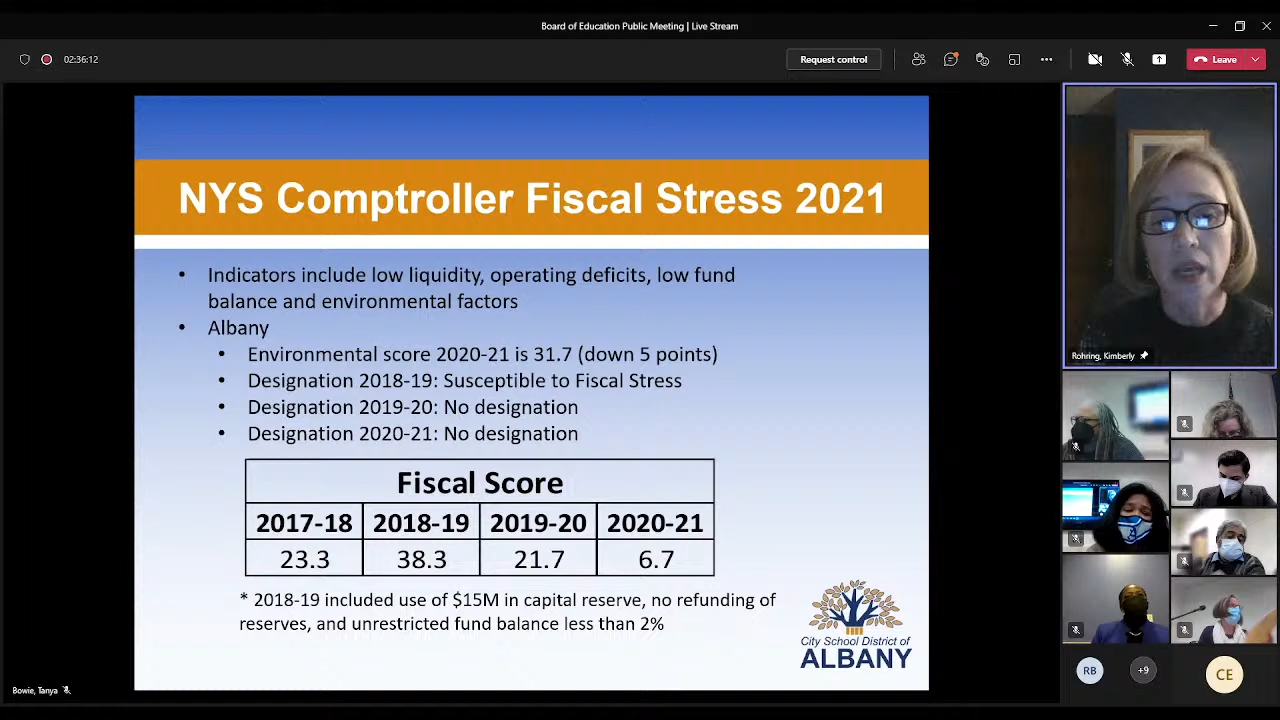 Board of Education Public Meeting | Live Stream
02:36:12
Request control
Leave
NYS Comptroller Fiscal Stress 2021
• Indicators include low liquidity, operating deficits, low fund
balance and environmental factors
• Albany
• Environmental score 2020-21 is 31.7 (down 5 points)
• Designation 2018-19: Susceptible to Fiscal Stress
• Designation 2019-20: No designation
• Designation 2020-21: No designation
Fiscal Score
2017-18 2018-19 2019-20 2020-21
23.3 38.3 21.7 6.7
* 2018-19 included use of $15M in capital reserve, no refunding of
reserves, and unrestricted fund balance less than 2%
City School District of
ALBANY
Rohring, Kimberly
RB
+9
CE
Bowie, Tanya